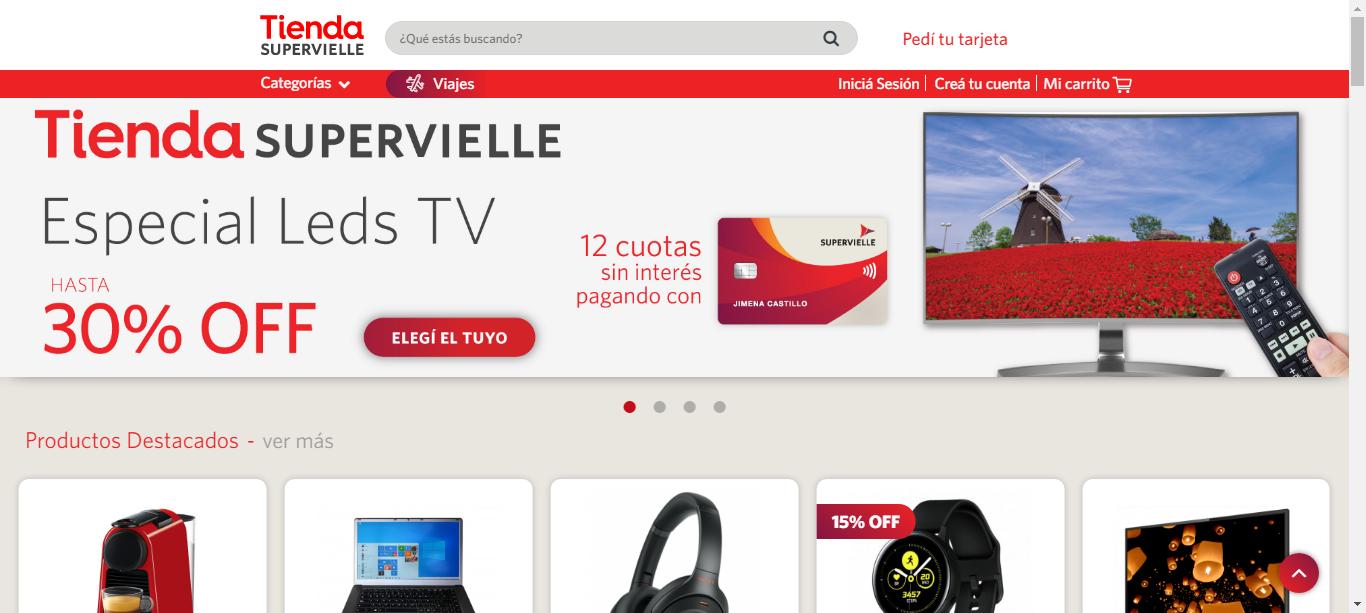 Tienda
SUPERVIELLE
¿Qué estás buscando?
Pedí tu tarjeta
Categorías
Viajes
Iniciá Sesión
Creá tu cuenta
Mi carrito
Tienda SUPERVIELLE
Especial Leds TV
HASTA
30% OFF
ELEGÍ EL TUYO
12 cuotas
sin interés
pagando con
SUPERVIELLE
JIMENA CASTILLO
Productos Destacados - ver más
15% OFF
20
3457